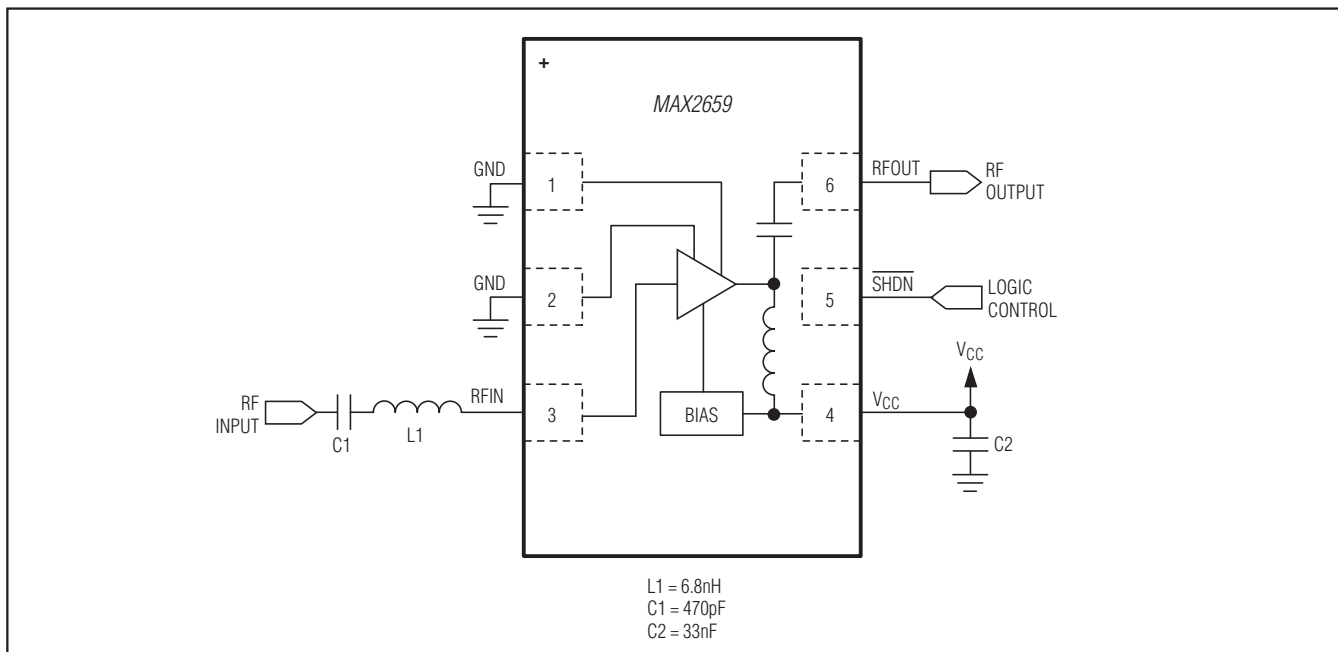 +
MAX2659
GND
1
6
RFOUT
RF
OUTPUT
GND
2
5
SHDN
LOGIC
CONTROL
VCC
RF
INPUT
C1
L1
RFIN
3
BIAS
4
VCC
C2
L1 = 6.8nH
C1 = 470pF
C2 = 33nF